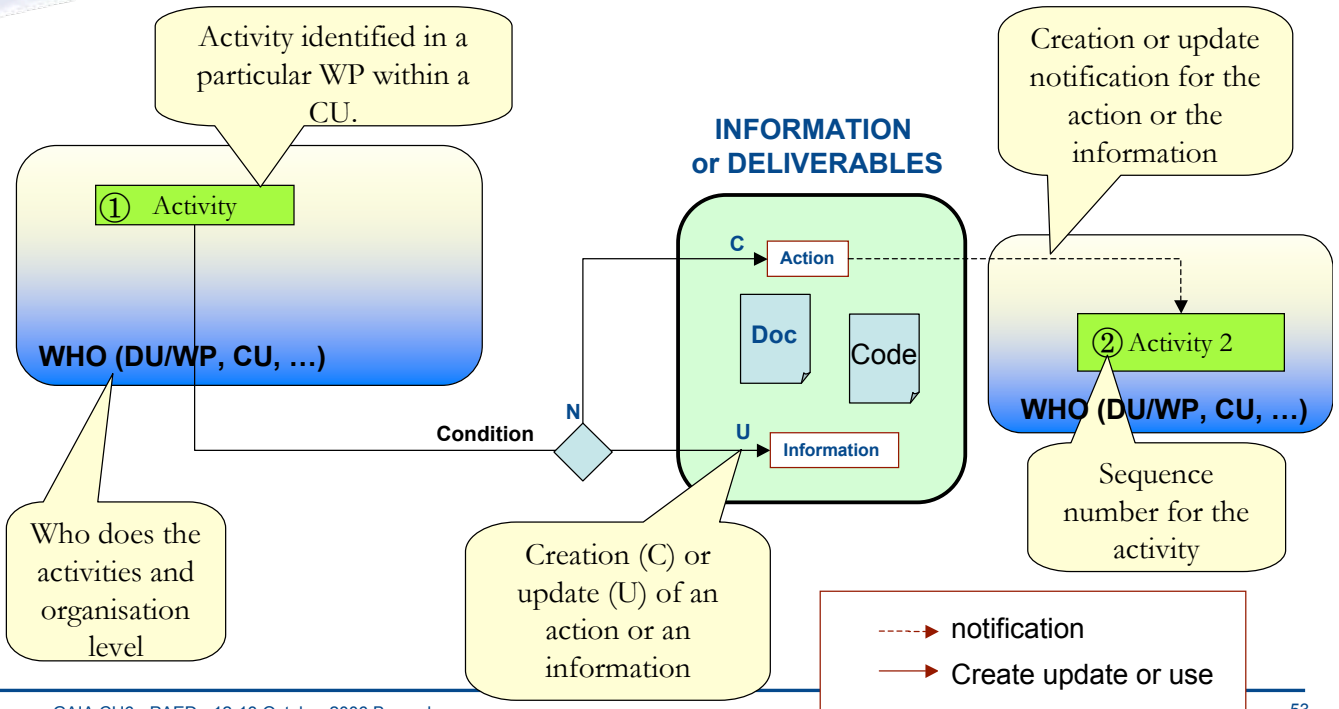 Activity identified in a
particular WP within a
CU.
Creation or update
notification for the
action or the
information
INFORMATION
or DELIVERABLES
① Activity
C
Action
Doc
Code
② Activity 2
WHO (DU/WP, CU, …)
WHO (DU/WP, CU, …)
N
Condition
U
Information
Sequence
number for the
activity
Who does the
activities and
organisation
level
Creation (C) or
update (U) of an
action or an
information
notification
Create update or use
53